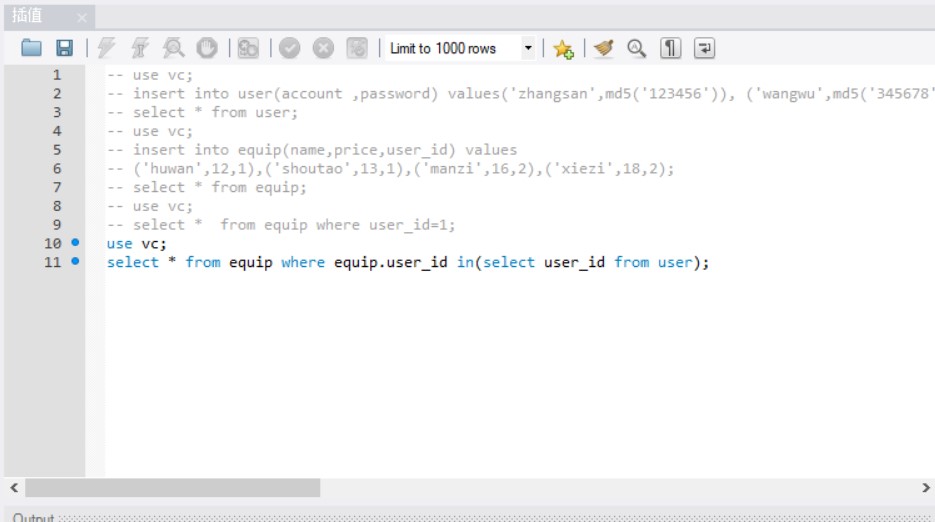 插值
Limit to 1000 rows
1 -- use vc;
2 -- insert into user(account ,password) values('zhangsan',md5('123456')), ('wangwu',md5('345678'
3 -- select * from user;
4 -- use vc;
5 -- insert into equip(name,price,user_id) values
6 -- ('huwan',12,1),('shoutao',13,1),('manzi',16,2),('xiezi',18,2);
7 -- select * from equip;
8 -- use vc;
9 -- select *  from equip where user_id=1;
10 use vc;
11 select * from equip where equip.user_id in(select user_id from user);
Output